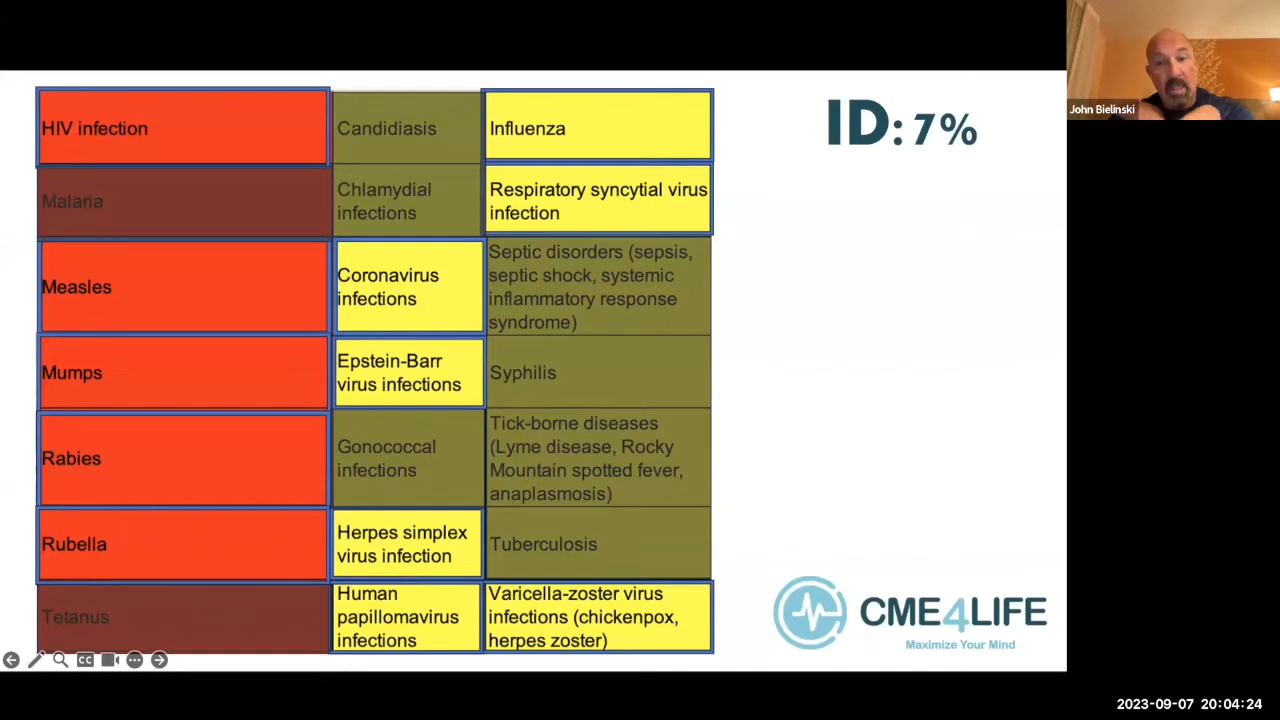 John Bielinski
ID: 7%
HIV infection
Candidiasis
Influenza
Malaria
Chlamydial
infections
Respiratory syncytial virus
infection
Measles
Coronavirus
infections
Septic disorders (sepsis,
septic shock, systemic
inflammatory response
syndrome)
Mumps
Epstein-Barr
virus infections
Syphilis
Rabies
Gonococcal
infections
Tick-borne diseases
(Lyme disease, Rocky
Mountain spotted fever,
anaplasmosis)
Rubella
Herpes simplex
virus infection
Tuberculosis
Tetanus
Human
papillomavirus
infections
Varicella-zoster virus
infections (chickenpox,
herpes zoster)
CME4LIFE
Maximize Your Mind
CC
2023-09-07 20:04:24